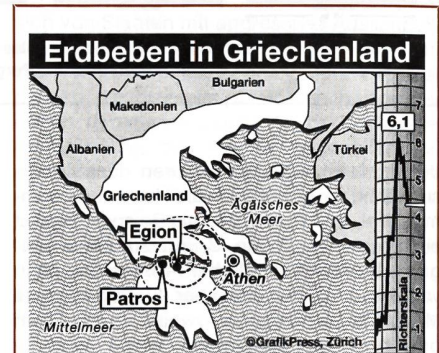 Erdbeben in Griechenland
Bulgarien
Makedonien
Albanien
Türkei
Griechenland
Ägäisches
Meer
Egion
Athen
Patros
Mittelmeer
©GrafikPress, Zürich
6,1
7
6
5
4
3
2
1
Richterskala